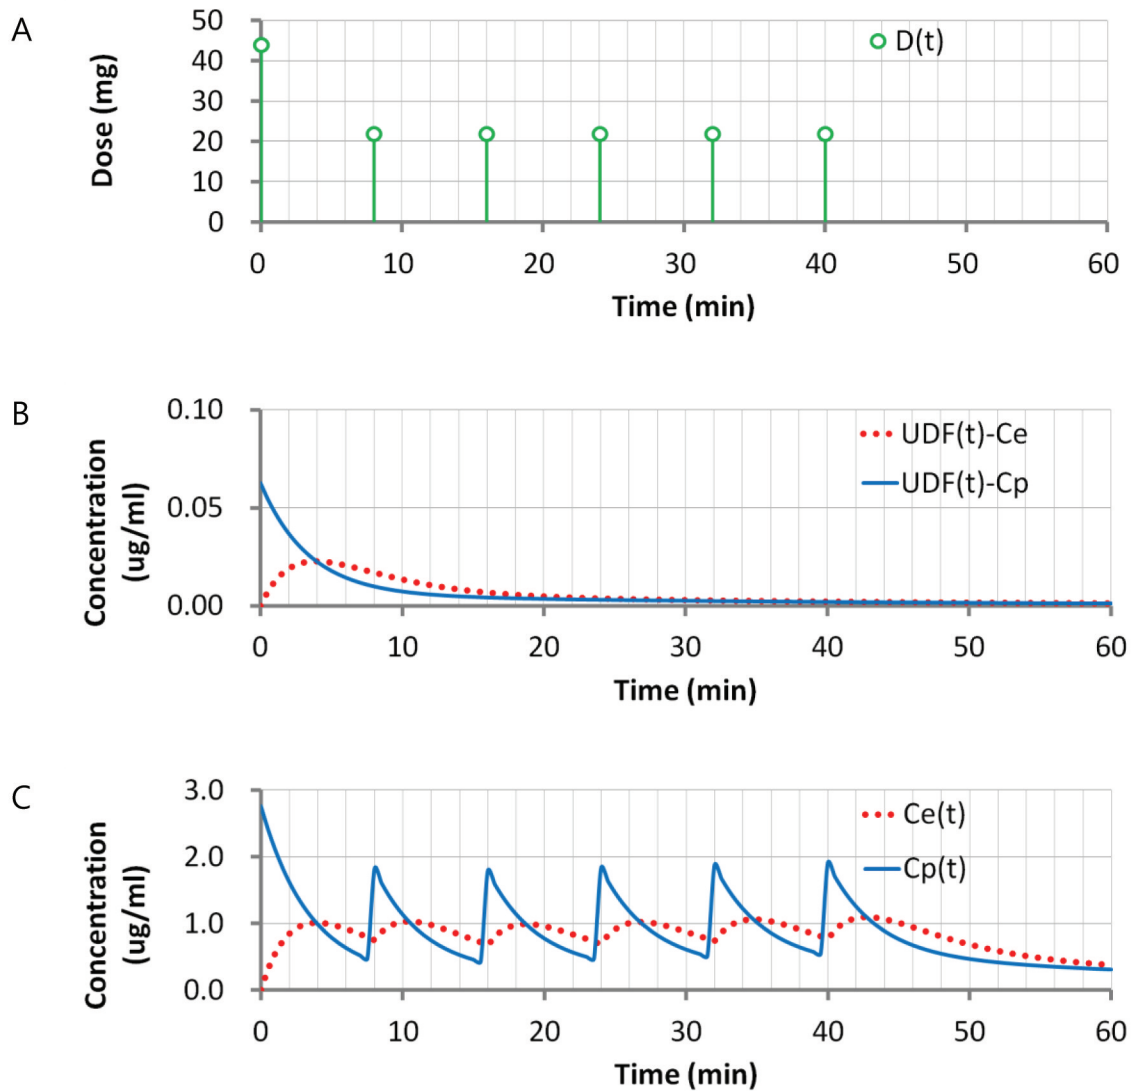 A
Dose (mg)
50
40
30
20
10
0
D(t)
0 10 20 30 40 50 60
Time (min)
B
Concentration
(ug/ml)
0.10
0.05
0.00
UDF(t)-Ce
UDF(t)-Cp
0 10 20 30 40 50 60
Time (min)
C
Concentration
(ug/ml)
3.0
2.0
1.0
0.0
Ce(t)
Cp(t)
0 10 20 30 40 50 60
Time (min)